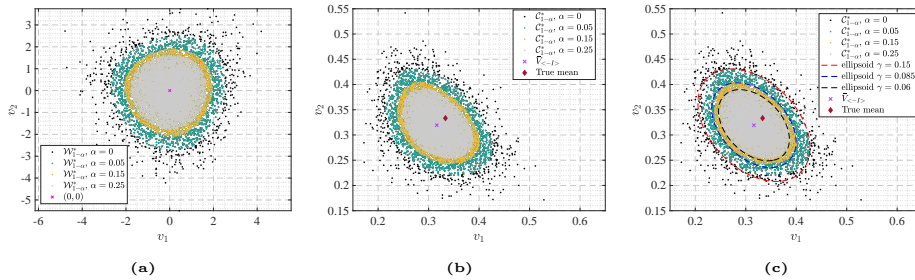 3
2
1
0
-1
-2
-3
-4
-5
v₂
-6 -4 -2 0 2 4
v₁
𝒲*₁₋α, α = 0
𝒲*₁₋α, α = 0.05
𝒲*₁₋α, α = 0.15
𝒲*₁₋α, α = 0.25
(0, 0)
(a)
0.55
0.5
0.45
0.4
0.35
0.3
0.25
0.2
0.15
v₂
0.2 0.3 0.4 0.5 0.6
v₁
𝒞*₁₋α, α = 0
𝒞*₁₋α, α = 0.05
𝒞*₁₋α, α = 0.15
𝒞*₁₋α, α = 0.25
V̄<−I>
True mean
(b)
0.55
0.5
0.45
0.4
0.35
0.3
0.25
0.2
0.15
v₂
0.2 0.3 0.4 0.5 0.6
v₁
𝒞*₁₋α, α = 0
𝒞*₁₋α, α = 0.05
𝒞*₁₋α, α = 0.15
𝒞*₁₋α, α = 0.25
ellipsoid γ = 0.15
ellipsoid γ = 0.085
ellipsoid γ = 0.06
V̄<−I>
True mean
(c)